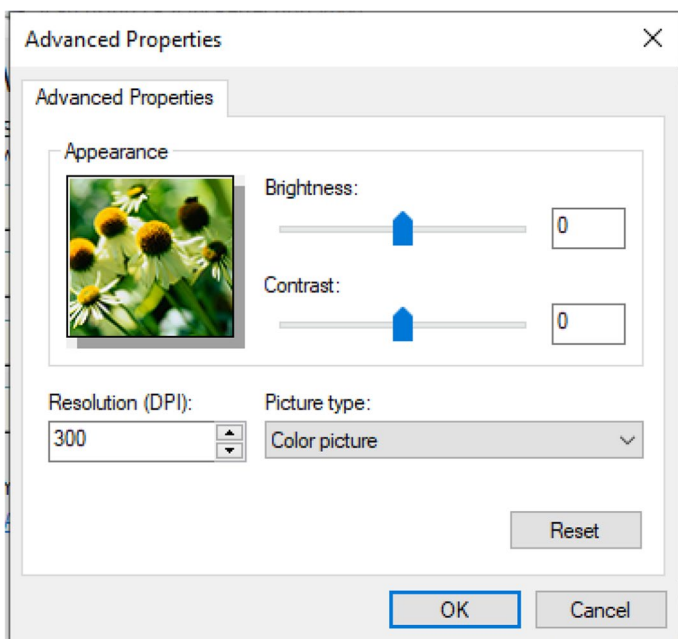 Advanced Properties
Advanced Properties
Appearance
Brightness:
0
Contrast:
0
Resolution (DPI):
Picture type:
300
Color picture
Reset
OK
Cancel